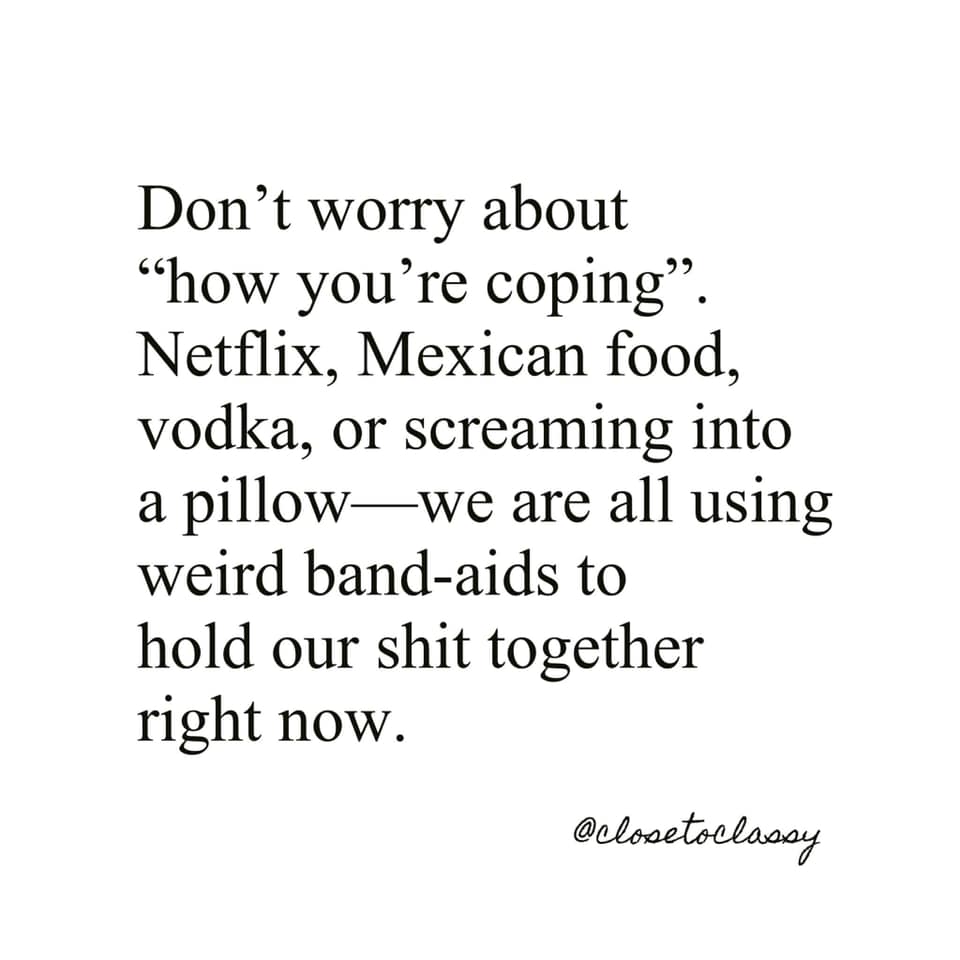 Don’t worry about
“how you’re coping”.
Netflix, Mexican food,
vodka, or screaming into
a pillow—we are all using
weird band-aids to
hold our shit together
right now.
@closetoclassy